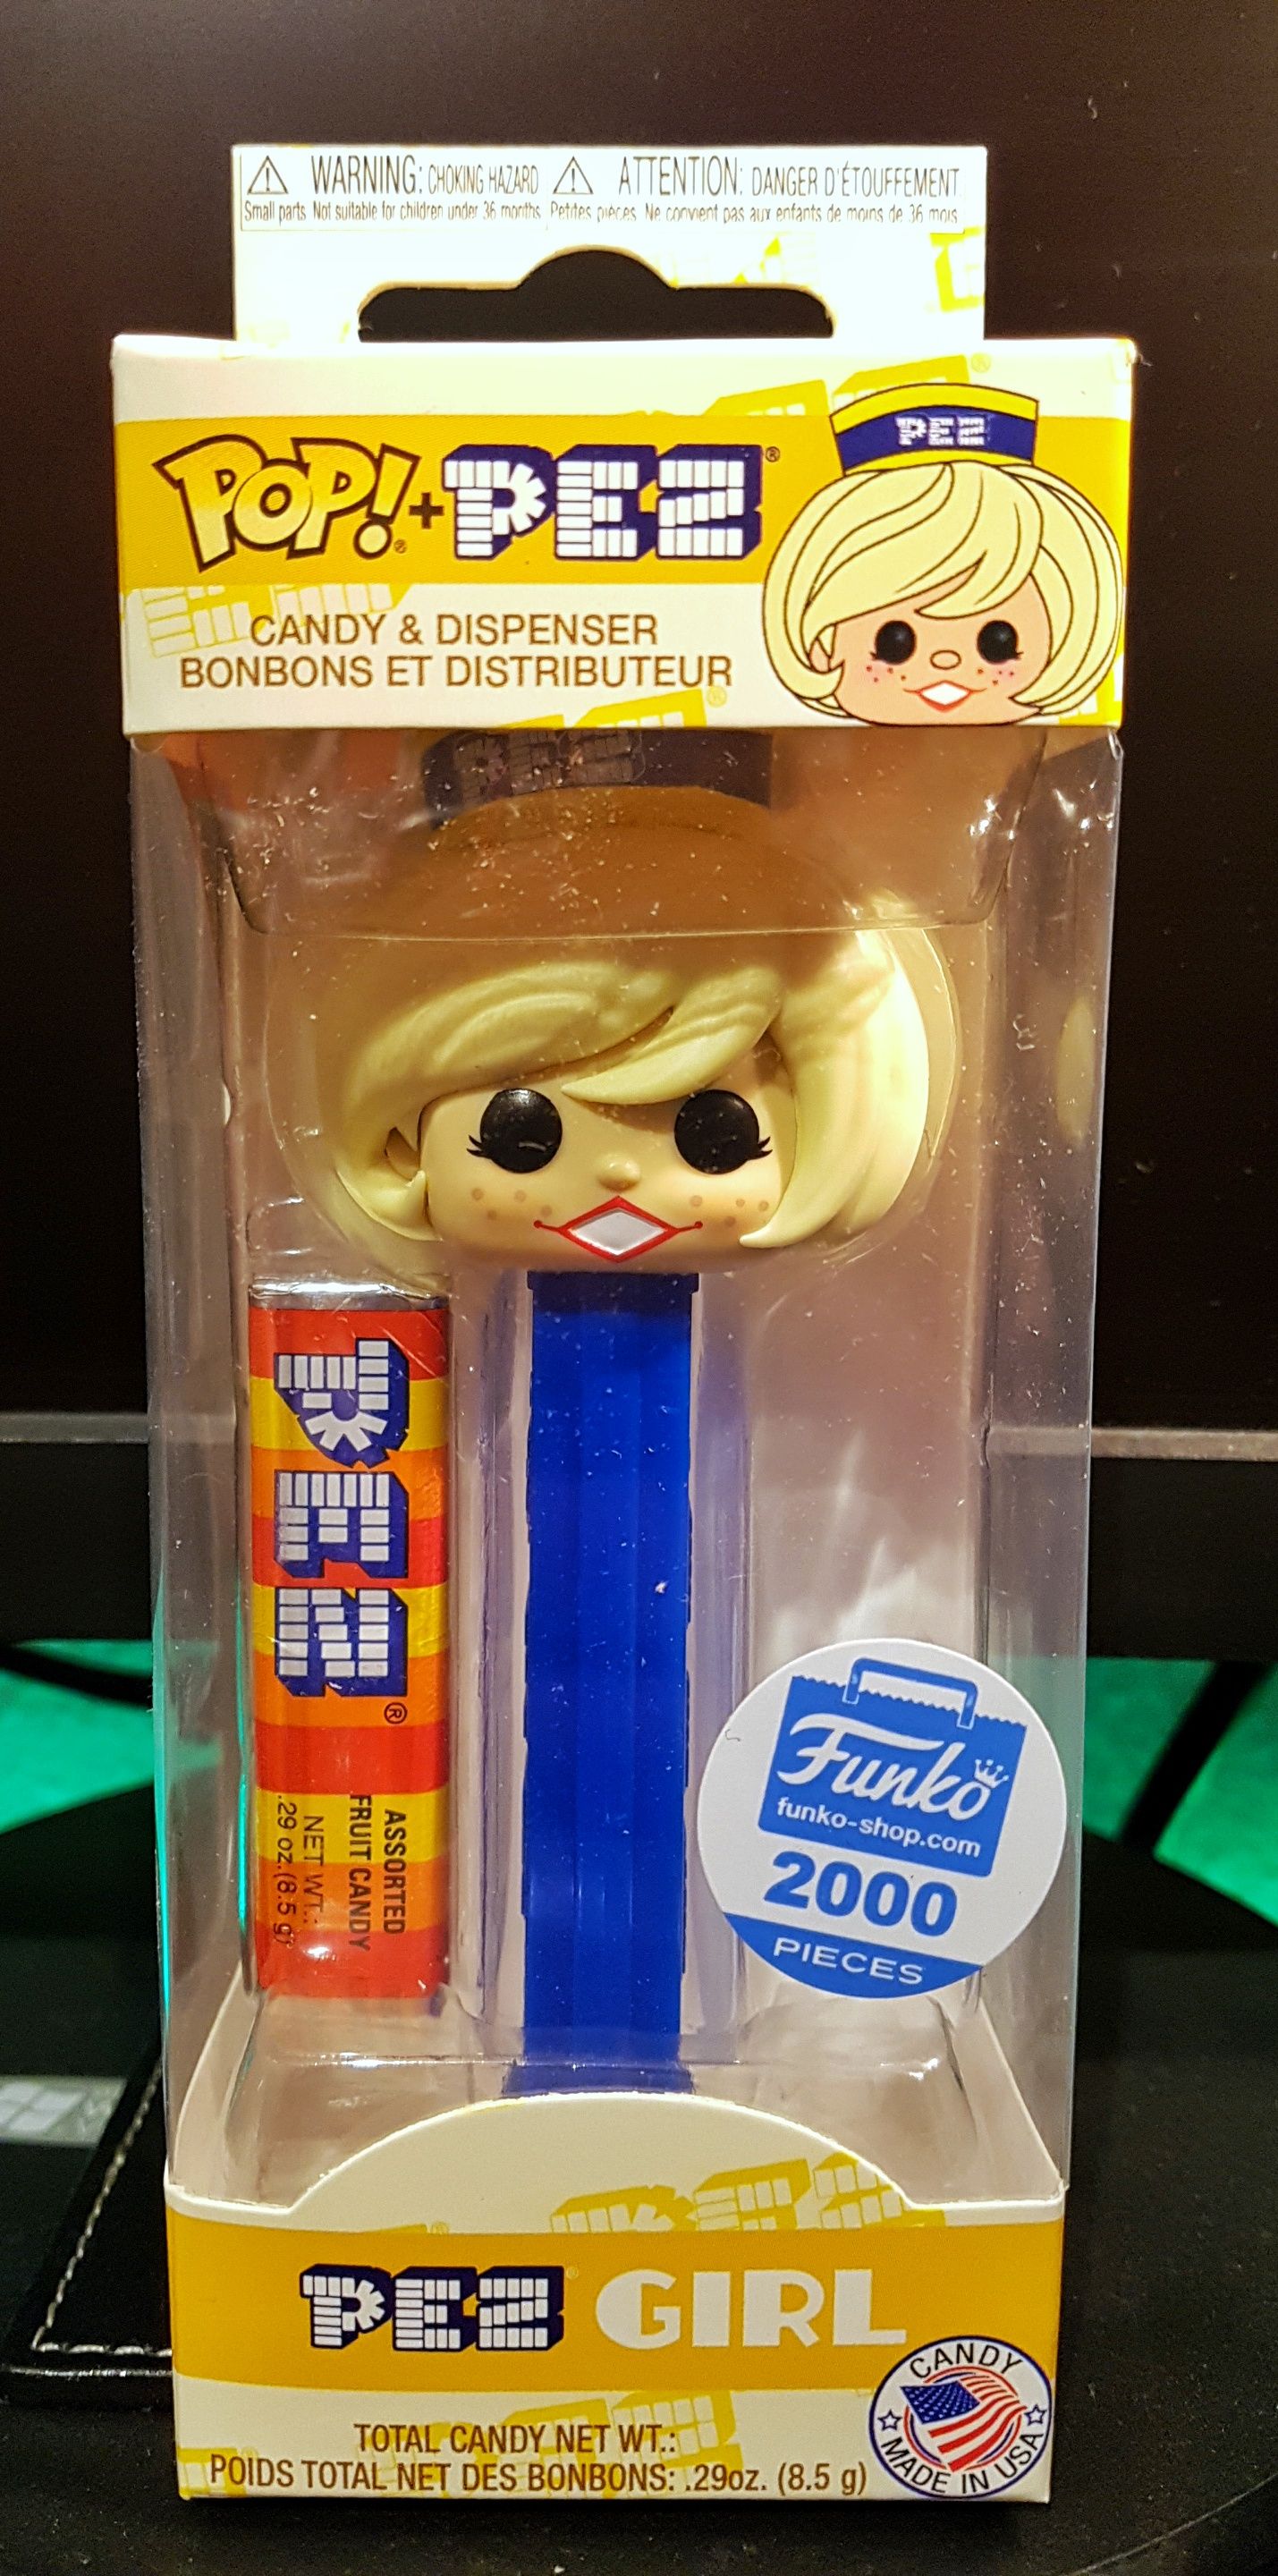 WARNING: CHOKING HAZARD
Small parts. Not suitable for children under 36 months.
ATTENTION: DANGER D'ÉTOUFFEMENT
Petites pièces. Ne convient pas aux enfants de moins de 36 mois.
POP!® + PEZ®
PEZ
CANDY & DISPENSER
BONBONS ET DISTRIBUTEUR
PEZ
PEZ®
ASSORTED
FRUIT CANDY
NET WT.:
.29 oz.(8.5 g)
Funko
funko-shop.com
2000
PIECES
PEZ GIRL
CANDY
MADE IN USA
TOTAL CANDY NET WT.:
POIDS TOTAL NET DES BONBONS: .29oz. (8.5 g)